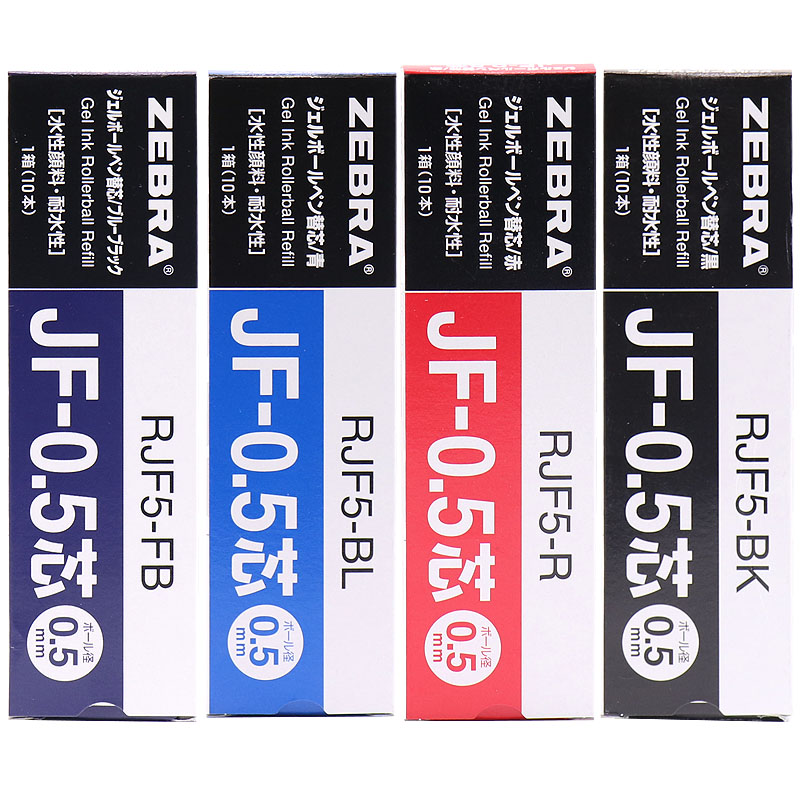 ZEBRA®
ジェルボールペン替芯/ブルーブラック
Gel Ink Rollerball Refill
[水性顔料・耐水性]
1箱(10本)
RJF5-FB
JF-0.5芯
ボール径
0.5
mm
ZEBRA®
ジェルボールペン替芯/青
Gel Ink Rollerball Refill
[水性顔料・耐水性]
1箱(10本)
RJF5-BL
JF-0.5芯
ボール径
0.5
mm
ZEBRA®
ジェルボールペン替芯/赤
Gel Ink Rollerball Refill
[水性顔料・耐水性]
1箱(10本)
RJF5-R
JF-0.5芯
ボール径
0.5
mm
ZEBRA®
ジェルボールペン替芯/黒
Gel Ink Rollerball Refill
[水性顔料・耐水性]
1箱(10本)
RJF5-BK
JF-0.5芯
ボール径
0.5
mm